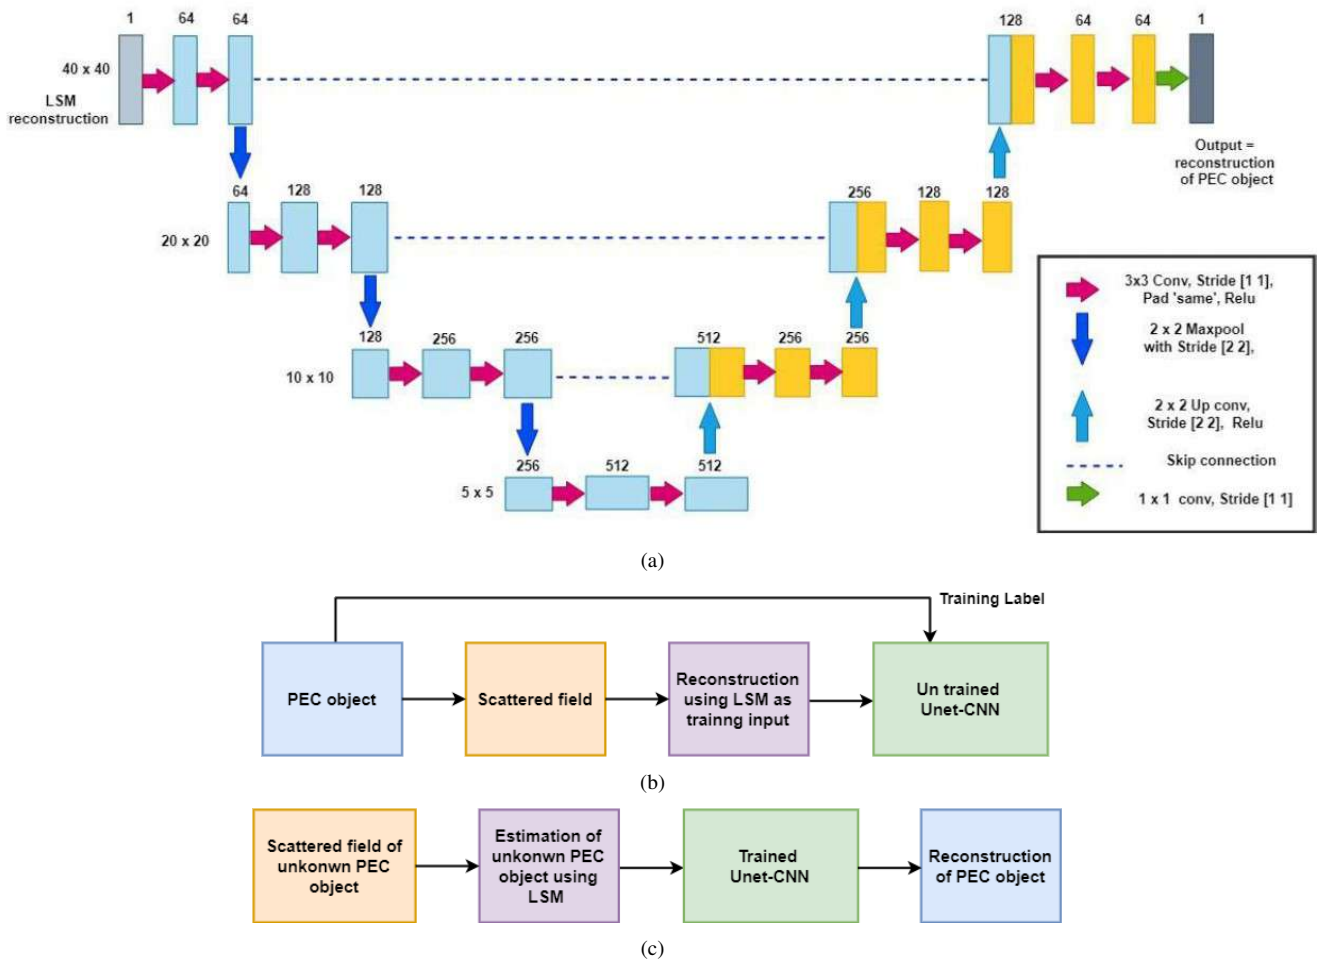 1
64
64
128
64
64
1
40 x 40
LSM
reconstruction
Output =
reconstruction
of PEC object
64
128
128
256
128
128
20 x 20
128
256
256
512
256
256
10 x 10
256
512
512
5 x 5
3x3 Conv, Stride [1 1],
Pad 'same', Relu
2 x 2 Maxpool
with Stride [2 2],
2 x 2 Up conv,
Stride [2 2], Relu
Skip connection
1 x 1 conv, Stride [1 1]
(a)
Training Label
PEC object
Scattered field
Reconstruction
using LSM as
trainng input
Un trained
Unet-CNN
(b)
Scattered field of
unkonwn PEC
object
Estimation of
unkonwn PEC
object using
LSM
Trained
Unet-CNN
Reconstruction
of PEC object
(c)